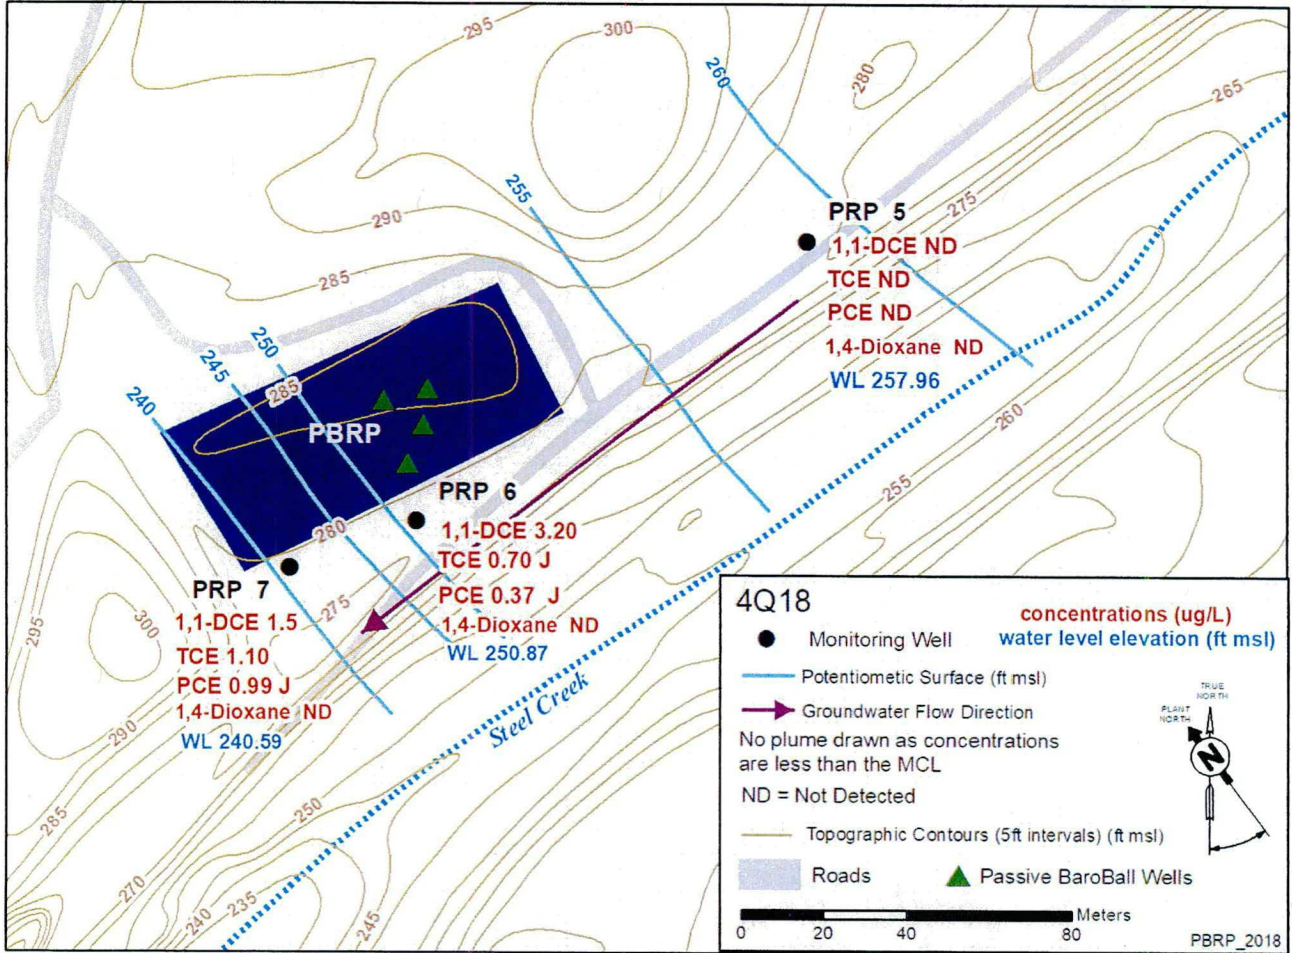 295
300
260
280
265
255
PRP 5
275
290
1,1-DCE ND
TCE ND
285
PCE ND
1,4-Dioxane ND
WL 257.96
250
245
285
240
260
PBRP
255
PRP 6
280
1,1-DCE 3.20
TCE 0.70 J
PCE 0.37 J
1,4-Dioxane ND
WL 250.87
PRP 7
275
1,1-DCE 1.5
TCE 1.10
PCE 0.99 J
1,4-Dioxane ND
WL 240.59
295
300
290
Steel Creek
285
250
270
240
235
245
4Q18
concentrations (ug/L)
water level elevation (ft msl)
Monitoring Well
Potentiometic Surface (ft msl)
Groundwater Flow Direction
No plume drawn as concentrations
are less than the MCL
ND = Not Detected
Topographic Contours (5ft intervals) (ft msl)
Roads
Passive BaroBall Wells
TRUE
NORTH
PLANT
NORTH
N
Meters
0 20 40 80
PBRP_2018